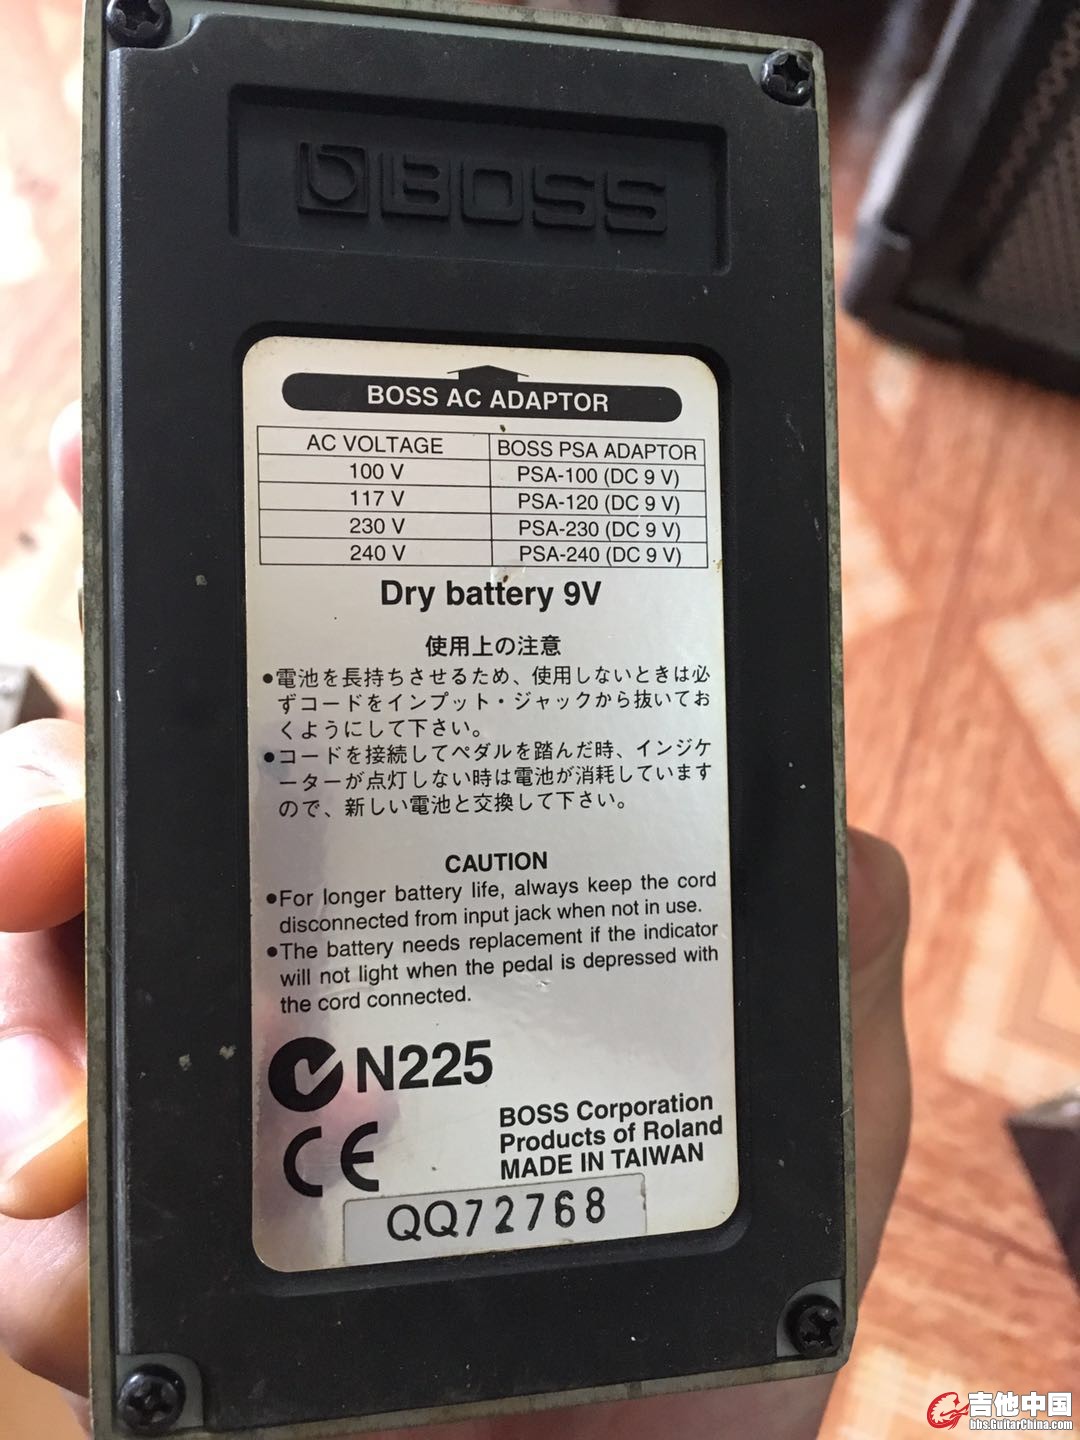 BOSS
BOSS AC ADAPTOR
AC VOLTAGE BOSS PSA ADAPTOR
100 V PSA-100 (DC 9 V)
117 V PSA-120 (DC 9 V)
230 V PSA-230 (DC 9 V)
240 V PSA-240 (DC 9 V)
Dry battery 9V
使用上の注意
●電池を長持ちさせるため、使用しないときは必
ずコードをインプット・ジャックから抜いてお
くようにして下さい。
●コードを接続してペダルを踏んだ時、インジケ
ーターが点灯しない時は電池が消耗しています
ので、新しい電池と交換して下さい。
CAUTION
●For longer battery life, always keep the cord
disconnected from input jack when not in use.
●The battery needs replacement if the indicator
will not light when the pedal is depressed with
the cord connected.
N225
CE
BOSS Corporation
Products of Roland
MADE IN TAIWAN
QQ72768
吉他中国
bbs.GuitarChina.com